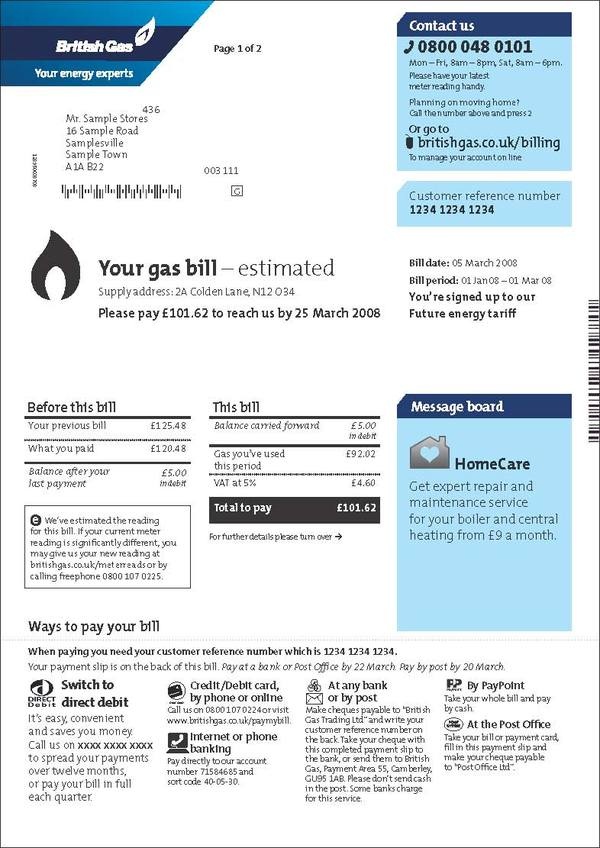 British Gas
Your energy experts
Page 1 of 2
Contact us
0800 048 0101
Mon – Fri, 8am – 8pm, Sat, 8am – 6pm.
Please have your latest
meter reading handy.
Planning on moving home?
Call the number above and press 2
Or go to
britishgas.co.uk/billing
To manage your account on line
436
Mr. Sample Stores
16 Sample Road
Samplesville
Sample Town
A1A B22
003 111
G
Customer reference number
1234 1234 1234
Your gas bill – estimated
Supply address: 2A Colden Lane, N12 O34
Please pay £101.62 to reach us by 25 March 2008
Bill date: 05 March 2008
Bill period: 01 Jan 08 – 01 Mar 08
You're signed up to our
Future energy tariff
Before this bill
Your previous bill £125.48
What you paid £120.48
Balance after your £5.00
last payment in debit
e We've estimated the reading
for this bill. If your current meter
reading is significantly different, you
may give us your new reading at
britishgas.co.uk/meterreads or by
calling freephone 0800 107 0225.
This bill
Balance carried forward £5.00
in debit
Gas you've used £92.02
this period
VAT at 5% £4.60
Total to pay £101.62
For further details please turn over →
Message board
HomeCare
Get expert repair and
maintenance service
for your boiler and central
heating from £9 a month.
Ways to pay your bill
When paying you need your customer reference number which is 1234 1234 1234.
Your payment slip is on the back of this bill. Pay at a bank or Post Office by 22 March. Pay by post by 20 March.
DIRECT Debit
Switch to
direct debit
It's easy, convenient
and saves you money.
Call us on xxxx xxxx xxxx
to spread your payments
over twelve months,
or pay your bill in full
each quarter.
Credit/Debit card,
by phone or online
Call us on 0800 107 0224 or visit
www.britishgas.co.uk/paymybill.
Internet or phone
banking
Pay directly to our account
number 71584685 and
sort code 40-05-30.
At any bank
or by post
Make cheques payable to "British
Gas Trading Ltd" and write your
customer reference number on
the back. Take your cheque with
this completed payment slip to
the bank, or send them to British
Gas, Payment Area 55, Camberley,
GU95 1AB. Please don't send cash
in the post. Some banks charge
for this service.
By PayPoint
Take your whole bill and pay
by cash.
At the Post Office
Take your bill or payment card,
fill in this payment slip and
make your cheque payable
to "Post Office Ltd".